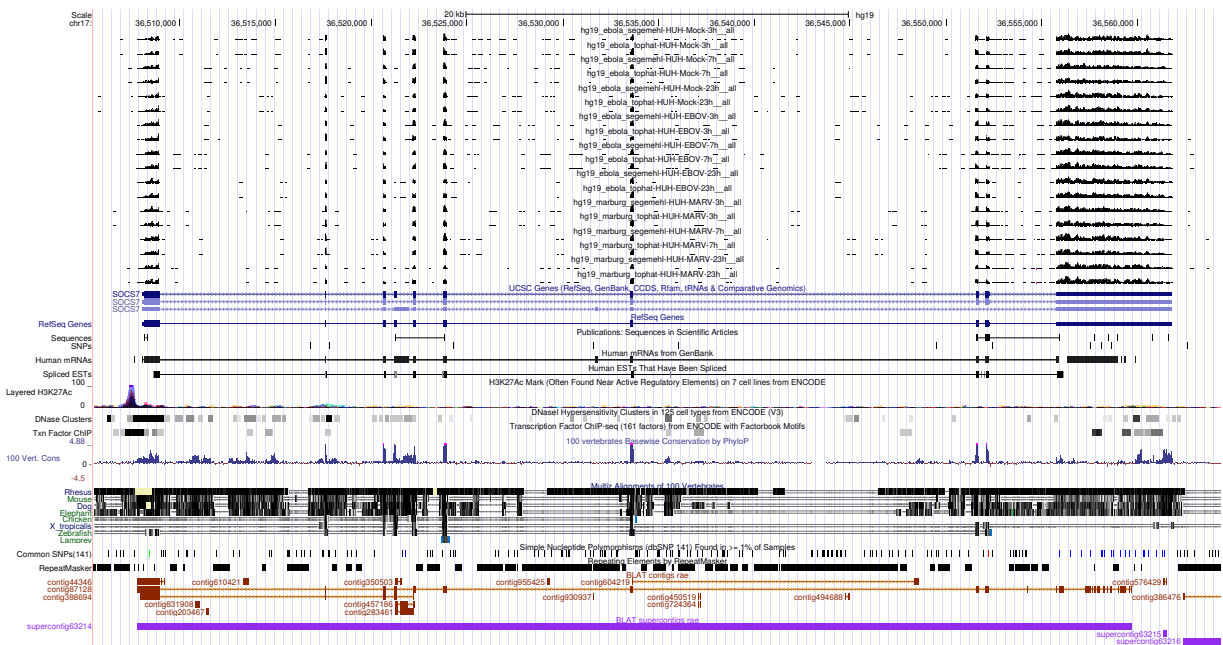 Scale 20 kb hg19
chr17: 36,510,000 36,515,000 36,520,000 36,525,000 36,530,000 36,535,000 36,540,000 36,545,000 36,550,000 36,555,000 36,560,000
hg19_ebola_segemehl-HUH-Mock-3h__all
hg19_ebola_tophat-HUH-Mock-3h__all
hg19_ebola_segemehl-HUH-Mock-7h__all
hg19_ebola_tophat-HUH-Mock-7h__all
hg19_ebola_segemehl-HUH-Mock-23h__all
hg19_ebola_tophat-HUH-Mock-23h__all
hg19_ebola_segemehl-HUH-EBOV-3h__all
hg19_ebola_tophat-HUH-EBOV-3h__all
hg19_ebola_segemehl-HUH-EBOV-7h__all
hg19_ebola_tophat-HUH-EBOV-7h__all
hg19_ebola_segemehl-HUH-EBOV-23h__all
hg19_ebola_tophat-HUH-EBOV-23h__all
hg19_marburg_segemehl-HUH-MARV-3h__all
hg19_marburg_tophat-HUH-MARV-3h__all
hg19_marburg_segemehl-HUH-MARV-7h__all
hg19_marburg_tophat-HUH-MARV-7h__all
hg19_marburg_segemehl-HUH-MARV-23h__all
hg19_marburg_tophat-HUH-MARV-23h__all
UCSC Genes (RefSeq, GenBank, CCDS, Rfam, tRNAs & Comparative Genomics)
SOCS7
SOCS7
SOCS7
RefSeq Genes
RefSeq Genes
Publications: Sequences in Scientific Articles
Sequences
SNPs
Human mRNAs from GenBank
Human mRNAs
Human ESTs That Have Been Spliced
Spliced ESTs
H3K27Ac Mark (Often Found Near Active Regulatory Elements) on 7 cell lines from ENCODE
100
Layered H3K27Ac
0
DNaseI Hypersensitivity Clusters in 125 cell types from ENCODE (V3)
DNase Clusters
Transcription Factor ChIP-seq (161 factors) from ENCODE with Factorbook Motifs
Txn Factor ChIP
100 vertebrates Basewise Conservation by PhyloP
4.88
100 Vert. Cons
0
-4.5
Multiz Alignments of 100 Vertebrates
Rhesus
Mouse
Dog
Elephant
Chicken
X_tropicalis
Zebrafish
Lamprey
Simple Nucleotide Polymorphisms (dbSNP 141) Found in >= 1% of Samples
Common SNPs(141)
Repeating Elements by RepeatMasker
RepeatMasker
BLAT contigs rae
contig44346 contig610421 contig350503 contig955425 contig604219 contig576429
contig87128
contig388694 contig930937 contig450519 contig494688 contig386476
contig831908 contig457186 contig724364
contig203467 contig283461
BLAT supercontigs rae
supercontig63214
supercontig63215
supercontig63216